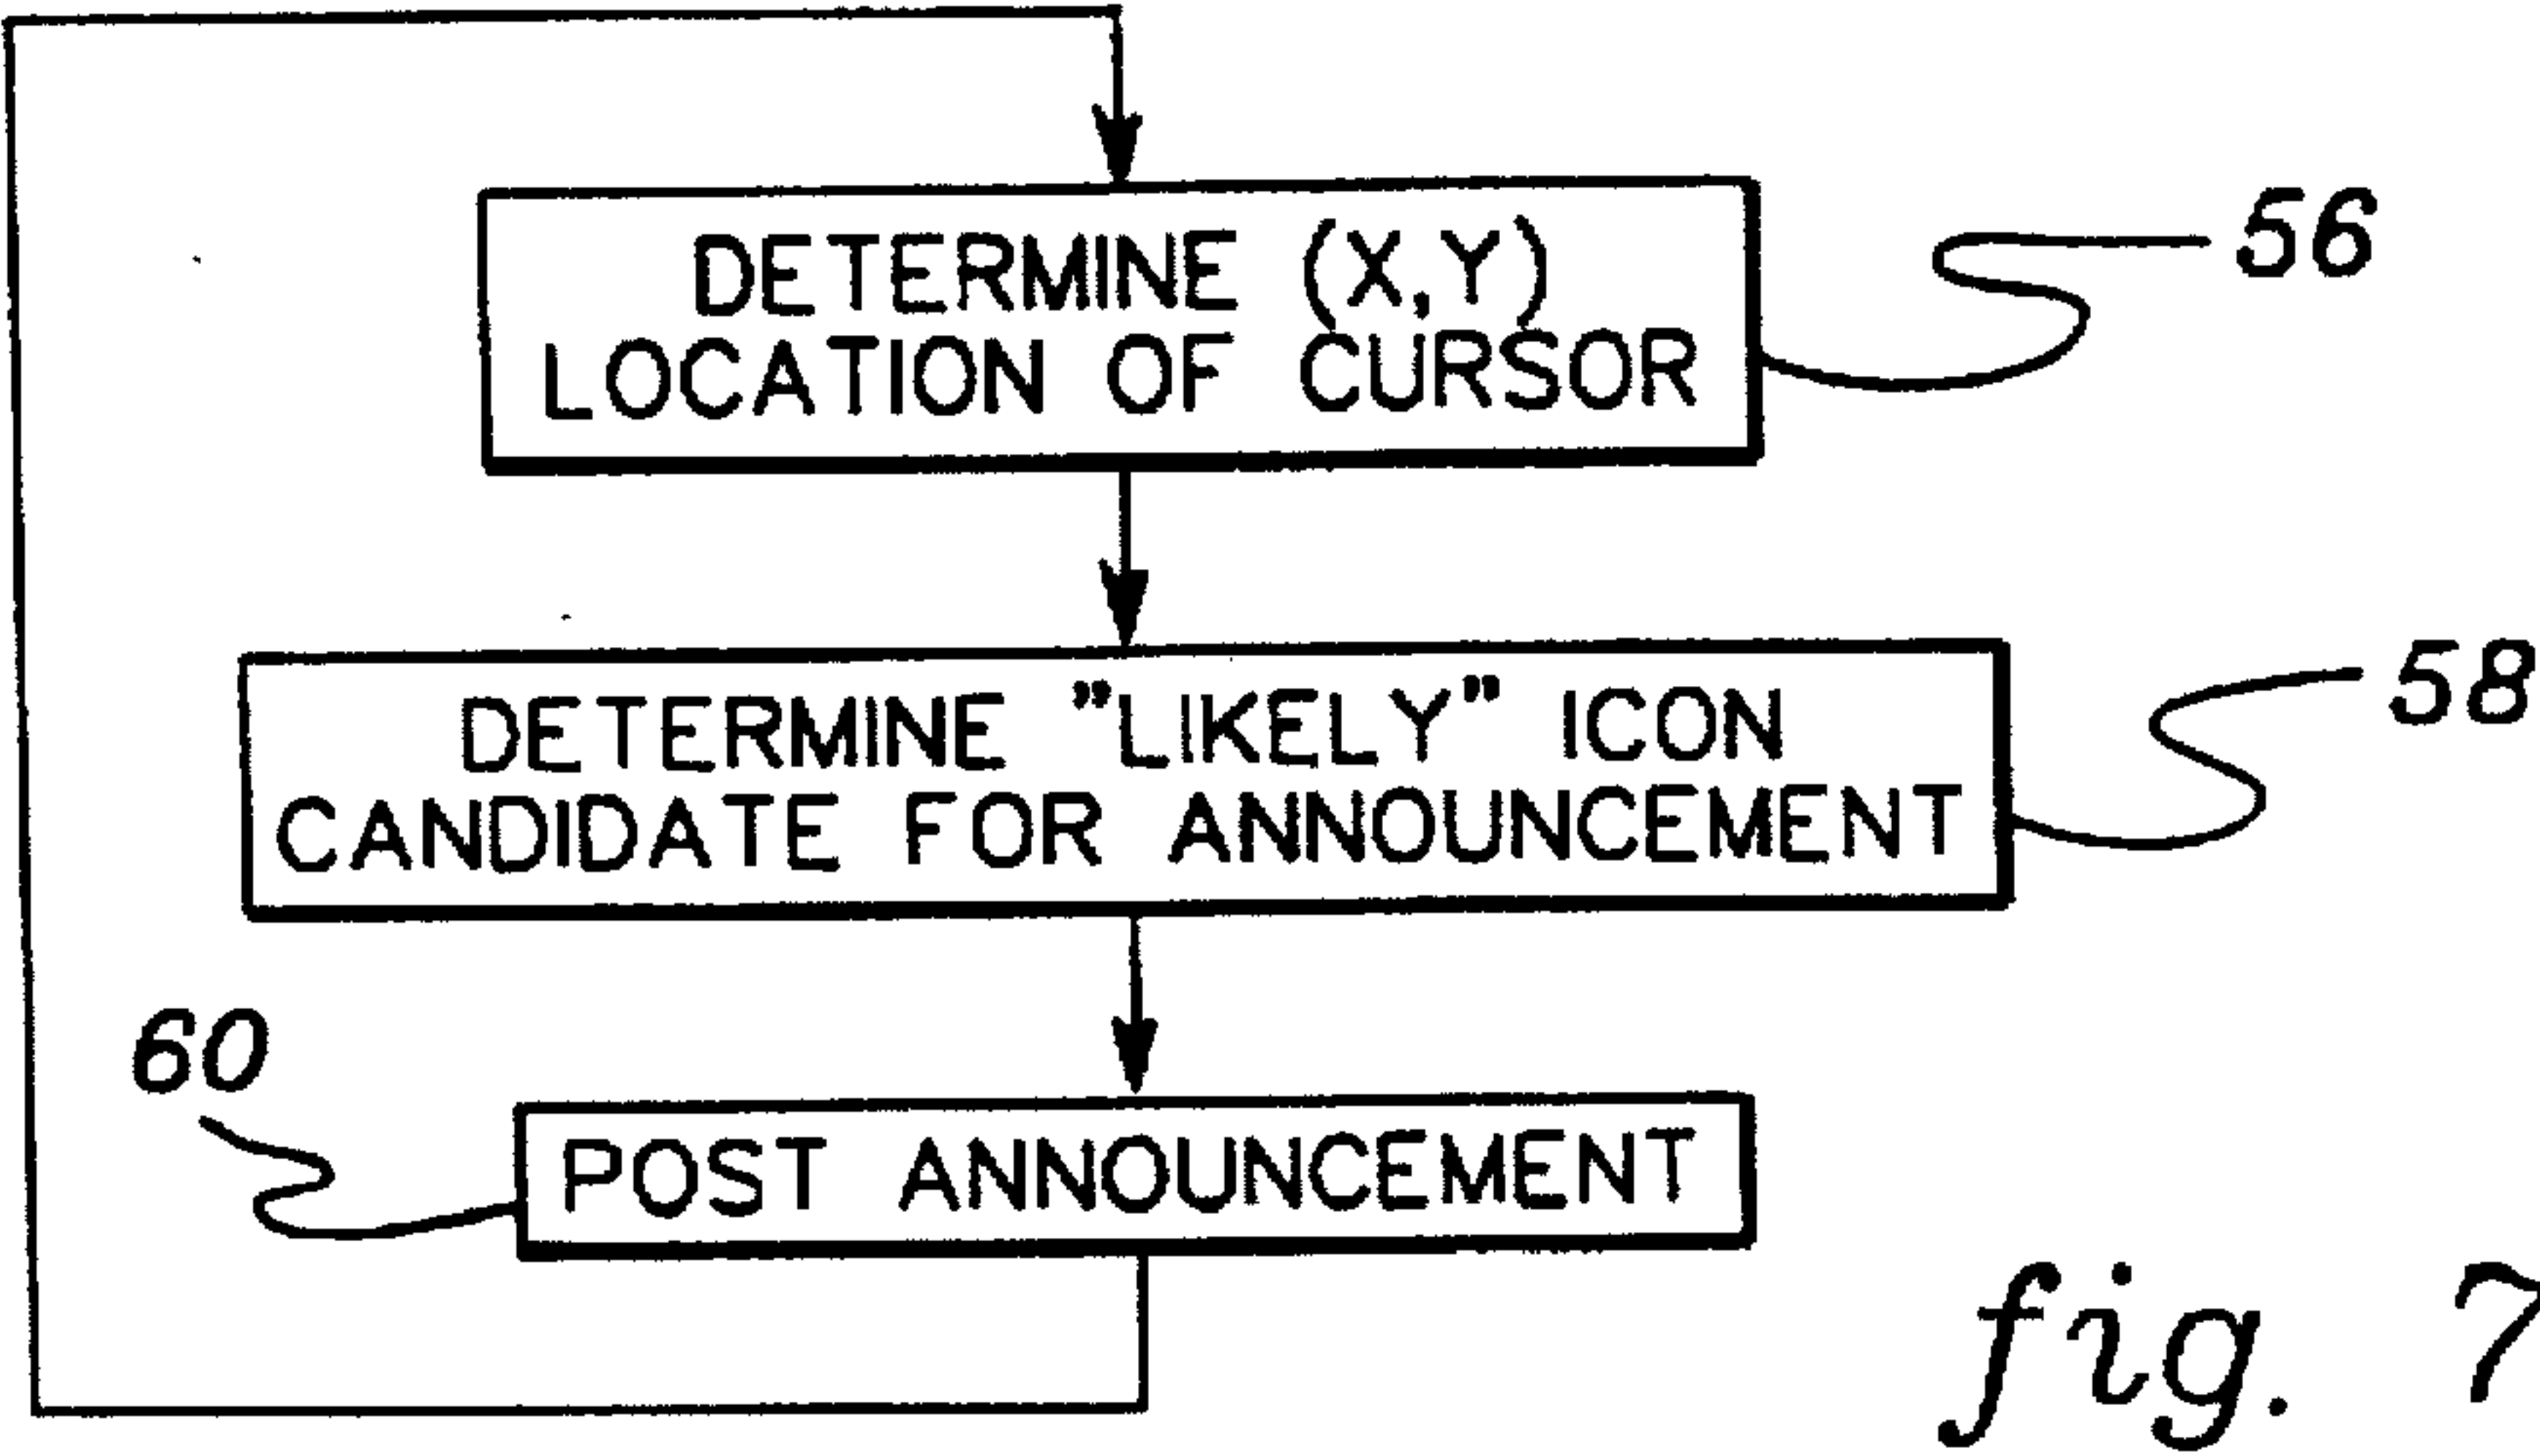 DETERMINE (X,Y)
LOCATION OF CURSOR
56
DETERMINE "LIKELY" ICON
CANDIDATE FOR ANNOUNCEMENT
58
60
POST ANNOUNCEMENT
fig. 7